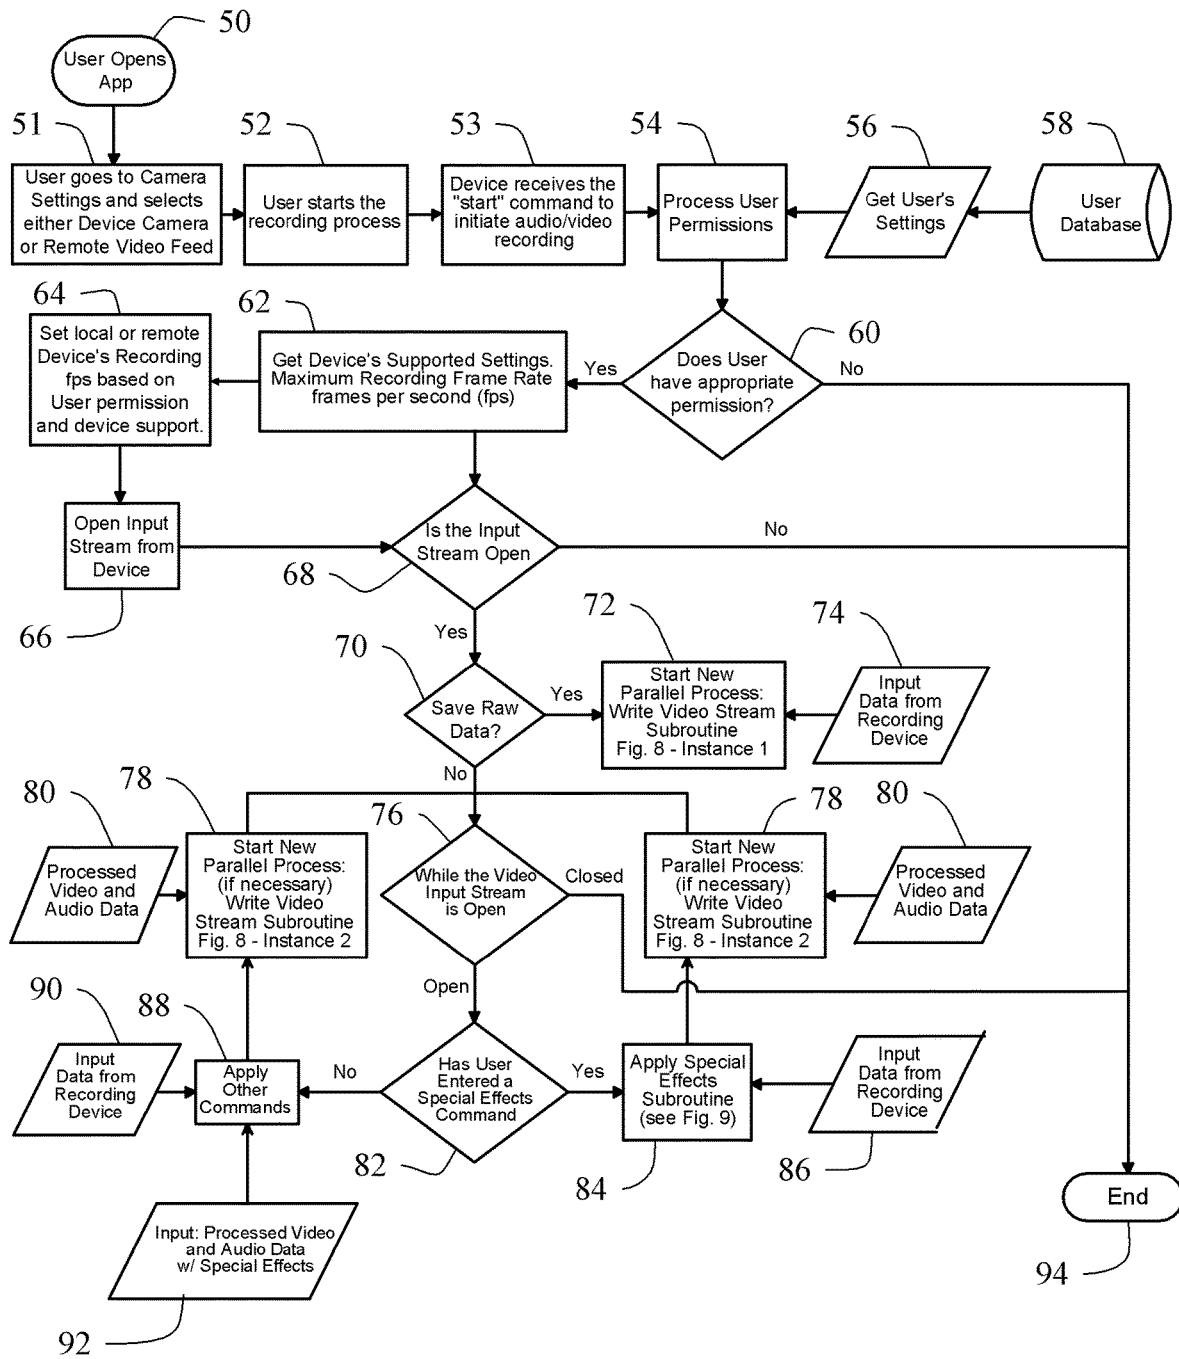 50
User Opens
App
51
52
53
54
56
58
User goes to Camera
Settings and selects
either Device Camera
or Remote Video Feed
User starts the
recording process
Device receives the
"start" command to
initiate audio/video
recording
Process User
Permissions
Get User's
Settings
User
Database
64
62
60
Set local or remote
Device's Recording
fps based on
User permission
and device support.
Get Device's Supported Settings.
Maximum Recording Frame Rate
frames per second (fps)
Yes
Does User
have appropriate
permission?
No
Open Input
Stream from
Device
66
Is the Input
Stream Open
68
No
Yes
70
72
74
Save Raw
Data?
Yes
Start New
Parallel Process:
Write Video Stream
Subroutine
Fig. 8 - Instance 1
Input
Data from
Recording
Device
No
80
78
76
78
80
Processed
Video and
Audio Data
Start New
Parallel Process:
(if necessary)
Write Video
Stream Subroutine
Fig. 8 - Instance 2
While the Video
Input Stream
is Open
Closed
Start New
Parallel Process:
(if necessary)
Write Video
Stream Subroutine
Fig. 8 - Instance 2
Processed
Video and
Audio Data
Open
90
88
Input
Data from
Recording
Device
Apply
Other
Commands
No
Has User
Entered a
Special Effects
Command
Yes
Apply Special
Effects
Subroutine
(see Fig. 9)
Input
Data from
Recording
Device
82
84
86
Input: Processed Video
and Audio Data
w/ Special Effects
92
End
94